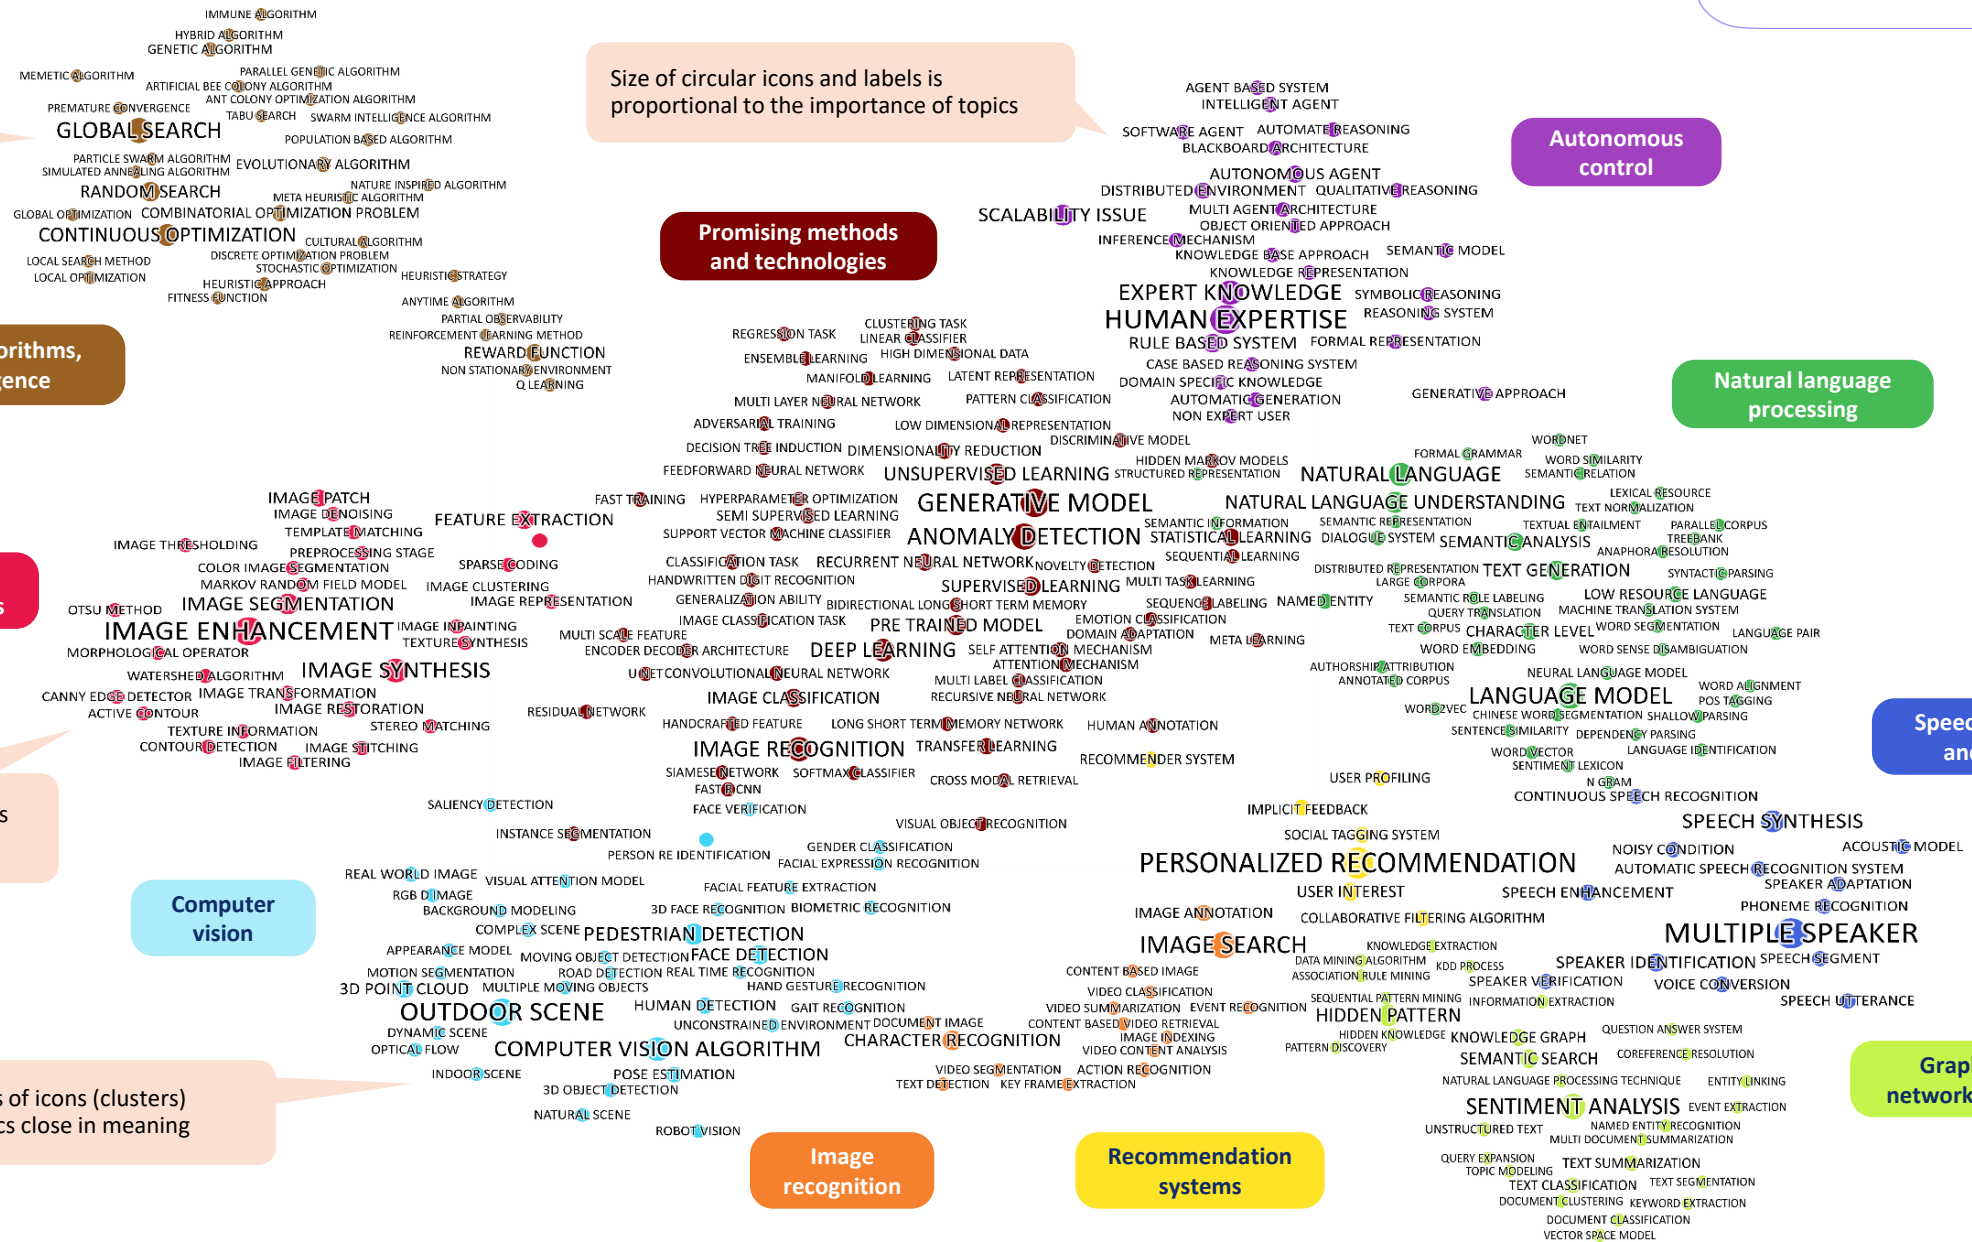 IMMUNE ALGORITHM
HYBRID ALGORITHM
GENETIC ALGORITHM
MEMETIC ALGORITHM
PARALLEL GENETIC ALGORITHM
ARTIFICIAL BEE COLONY ALGORITHM
ANT COLONY OPTIMIZATION ALGORITHM
PREMATURE CONVERGENCE
TABU SEARCH
SWARM INTELLIGENCE ALGORITHM
GLOBAL SEARCH
POPULATION BASED ALGORITHM
PARTICLE SWARM ALGORITHM
EVOLUTIONARY ALGORITHM
SIMULATED ANNEALING ALGORITHM
RANDOM SEARCH
NATURE INSPIRED ALGORITHM
META HEURISTIC ALGORITHM
GLOBAL OPTIMIZATION
COMBINATORIAL OPTIMIZATION PROBLEM
CONTINUOUS OPTIMIZATION
CULTURAL ALGORITHM
DISCRETE OPTIMIZATION PROBLEM
LOCAL SEARCH METHOD
STOCHASTIC OPTIMIZATION
LOCAL OPTIMIZATION
HEURISTIC STRATEGY
HEURISTIC APPROACH
FITNESS FUNCTION
ANYTIME ALGORITHM
PARTIAL OBSERVABILITY
REINFORCEMENT LEARNING METHOD
REWARD FUNCTION
NON STATIONARY ENVIRONMENT
Q LEARNING
orithms,
gence
Size of circular icons and labels is
proportional to the importance of topics
AGENT BASED SYSTEM
INTELLIGENT AGENT
SOFTWARE AGENT
AUTOMATE REASONING
BLACKBOARD ARCHITECTURE
AUTONOMOUS AGENT
DISTRIBUTED ENVIRONMENT
QUALITATIVE REASONING
SCALABILITY ISSUE
MULTI AGENT ARCHITECTURE
OBJECT ORIENTED APPROACH
INFERENCE MECHANISM
KNOWLEDGE BASE APPROACH
SEMANTIC MODEL
KNOWLEDGE REPRESENTATION
EXPERT KNOWLEDGE
SYMBOLIC REASONING
HUMAN EXPERTISE
REASONING SYSTEM
RULE BASED SYSTEM
FORMAL REPRESENTATION
CASE BASED REASONING SYSTEM
DOMAIN SPECIFIC KNOWLEDGE
AUTOMATIC GENERATION
GENERATIVE APPROACH
NON EXPERT USER
Autonomous
control
Promising methods
and technologies
REGRESSION TASK
CLUSTERING TASK
LINEAR CLASSIFIER
ENSEMBLE LEARNING
HIGH DIMENSIONAL DATA
MANIFOLD LEARNING
LATENT REPRESENTATION
MULTI LAYER NEURAL NETWORK
PATTERN CLASSIFICATION
ADVERSARIAL TRAINING
LOW DIMENSIONAL REPRESENTATION
DECISION TREE INDUCTION
DIMENSIONALITY REDUCTION
DISCRIMINATIVE MODEL
FEEDFORWARD NEURAL NETWORK
UNSUPERVISED LEARNING
HIDDEN MARKOV MODELS
STRUCTURED REPRESENTATION
FAST TRAINING
HYPERPARAMETER OPTIMIZATION
GENERATIVE MODEL
SEMI SUPERVISED LEARNING
SUPPORT VECTOR MACHINE CLASSIFIER
ANOMALY DETECTION
SEMANTIC INFORMATION
STATISTICAL LEARNING
CLASSIFICATION TASK
RECURRENT NEURAL NETWORK
NOVELTY DETECTION
SEQUENTIAL LEARNING
HANDWRITTEN DIGIT RECOGNITION
SUPERVISED LEARNING
MULTI TASK LEARNING
GENERALIZATION ABILITY
BIDIRECTIONAL LONG SHORT TERM MEMORY
SEQUENCE LABELING
IMAGE CLASSIFICATION TASK
PRE TRAINED MODEL
EMOTION CLASSIFICATION
DOMAIN ADAPTATION
META LEARNING
MULTI SCALE FEATURE
ENCODER DECODER ARCHITECTURE
DEEP LEARNING
SELF ATTENTION MECHANISM
ATTENTION MECHANISM
U NET CONVOLUTIONAL NEURAL NETWORK
MULTI LABEL CLASSIFICATION
IMAGE CLASSIFICATION
RECURSIVE NEURAL NETWORK
RESIDUAL NETWORK
HANDCRAFTED FEATURE
LONG SHORT TERM MEMORY NETWORK
HUMAN ANNOTATION
IMAGE RECOGNITION
TRANSFER LEARNING
SIAMESE NETWORK
SOFTMAX CLASSIFIER
CROSS MODAL RETRIEVAL
FAST R CNN
VISUAL OBJECT RECOGNITION
INSTANCE SEGMENTATION
Natural language
processing
WORDNET
FORMAL GRAMMAR
WORD SIMILARITY
NATURAL LANGUAGE
SEMANTIC RELATION
NATURAL LANGUAGE UNDERSTANDING
LEXICAL RESOURCE
TEXT NORMALIZATION
SEMANTIC REPRESENTATION
TEXTUAL ENTAILMENT
PARALLEL CORPUS
DIALOGUE SYSTEM
SEMANTIC ANALYSIS
TREEBANK
ANAPHORA RESOLUTION
DISTRIBUTED REPRESENTATION
TEXT GENERATION
SYNTACTIC PARSING
LARGE CORPORA
NAMED ENTITY
SEMANTIC ROLE LABELING
LOW RESOURCE LANGUAGE
QUERY TRANSLATION
MACHINE TRANSLATION SYSTEM
TEXT CORPUS
CHARACTER LEVEL
WORD SEGMENTATION
LANGUAGE PAIR
WORD EMBEDDING
WORD SENSE DISAMBIGUATION
AUTHORSHIP ATTRIBUTION
ANNOTATED CORPUS
NEURAL LANGUAGE MODEL
LANGUAGE MODEL
WORD ALIGNMENT
POS TAGGING
WORD2VEC
CHINESE WORD SEGMENTATION
SHALLOW PARSING
SENTENCE SIMILARITY
DEPENDENCY PARSING
WORD VECTOR
LANGUAGE IDENTIFICATION
SENTIMENT LEXICON
N GRAM
IMAGE PATCH
IMAGE DENOISING
FEATURE EXTRACTION
TEMPLATE MATCHING
IMAGE THRESHOLDING
PREPROCESSING STAGE
COLOR IMAGE SEGMENTATION
SPARSE CODING
MARKOV RANDOM FIELD MODEL
IMAGE CLUSTERING
OTSU METHOD
IMAGE SEGMENTATION
IMAGE REPRESENTATION
IMAGE ENHANCEMENT
IMAGE INPAINTING
TEXTURE SYNTHESIS
MORPHOLOGICAL OPERATOR
WATERSHED ALGORITHM
IMAGE SYNTHESIS
CANNY EDGE DETECTOR
IMAGE TRANSFORMATION
ACTIVE CONTOUR
IMAGE RESTORATION
STEREO MATCHING
TEXTURE INFORMATION
CONTOUR DETECTION
IMAGE STITCHING
IMAGE FILTERING
s
s
Speec
and
CONTINUOUS SPEECH RECOGNITION
SPEECH SYNTHESIS
NOISY CONDITION
ACOUSTIC MODEL
AUTOMATIC SPEECH RECOGNITION SYSTEM
SPEAKER ADAPTATION
SPEECH ENHANCEMENT
PHONEME RECOGNITION
MULTIPLE SPEAKER
SPEAKER IDENTIFICATION
SPEECH SEGMENT
SPEAKER VERIFICATION
VOICE CONVERSION
SPEECH UTTERANCE
RECOMMENDER SYSTEM
USER PROFILING
IMPLICIT FEEDBACK
SOCIAL TAGGING SYSTEM
PERSONALIZED RECOMMENDATION
USER INTEREST
COLLABORATIVE FILTERING ALGORITHM
SALIENCY DETECTION
FACE VERIFICATION
PERSON RE IDENTIFICATION
GENDER CLASSIFICATION
FACIAL EXPRESSION RECOGNITION
REAL WORLD IMAGE
VISUAL ATTENTION MODEL
RGB D IMAGE
FACIAL FEATURE EXTRACTION
BACKGROUND MODELING
3D FACE RECOGNITION
BIOMETRIC RECOGNITION
COMPLEX SCENE
PEDESTRIAN DETECTION
APPEARANCE MODEL
MOVING OBJECT DETECTION
FACE DETECTION
MOTION SEGMENTATION
ROAD DETECTION
REAL TIME RECOGNITION
3D POINT CLOUD
MULTIPLE MOVING OBJECTS
HAND GESTURE RECOGNITION
OUTDOOR SCENE
HUMAN DETECTION
GAIT RECOGNITION
DYNAMIC SCENE
UNCONSTRAINED ENVIRONMENT
OPTICAL FLOW
COMPUTER VISION ALGORITHM
INDOOR SCENE
POSE ESTIMATION
3D OBJECT DETECTION
NATURAL SCENE
ROBOT VISION
Computer
vision
s of icons (clusters)
cs close in meaning
IMAGE ANNOTATION
IMAGE SEARCH
CONTENT BASED IMAGE
VIDEO CLASSIFICATION
VIDEO SUMMARIZATION
EVENT RECOGNITION
DOCUMENT IMAGE
CONTENT BASED VIDEO RETRIEVAL
CHARACTER RECOGNITION
IMAGE INDEXING
VIDEO CONTENT ANALYSIS
VIDEO SEGMENTATION
ACTION RECOGNITION
TEXT DETECTION
KEY FRAME EXTRACTION
Image
recognition
Recommendation
systems
KNOWLEDGE EXTRACTION
DATA MINING ALGORITHM
KDD PROCESS
ASSOCIATION RULE MINING
SEQUENTIAL PATTERN MINING
INFORMATION EXTRACTION
HIDDEN PATTERN
HIDDEN KNOWLEDGE
KNOWLEDGE GRAPH
QUESTION ANSWER SYSTEM
PATTERN DISCOVERY
SEMANTIC SEARCH
COREFERENCE RESOLUTION
NATURAL LANGUAGE PROCESSING TECHNIQUE
ENTITY LINKING
SENTIMENT ANALYSIS
EVENT EXTRACTION
UNSTRUCTURED TEXT
NAMED ENTITY RECOGNITION
MULTI DOCUMENT SUMMARIZATION
QUERY EXPANSION
TEXT SUMMARIZATION
TOPIC MODELING
TEXT CLASSIFICATION
TEXT SEGMENTATION
DOCUMENT CLUSTERING
KEYWORD EXTRACTION
DOCUMENT CLASSIFICATION
VECTOR SPACE MODEL
Grap
network